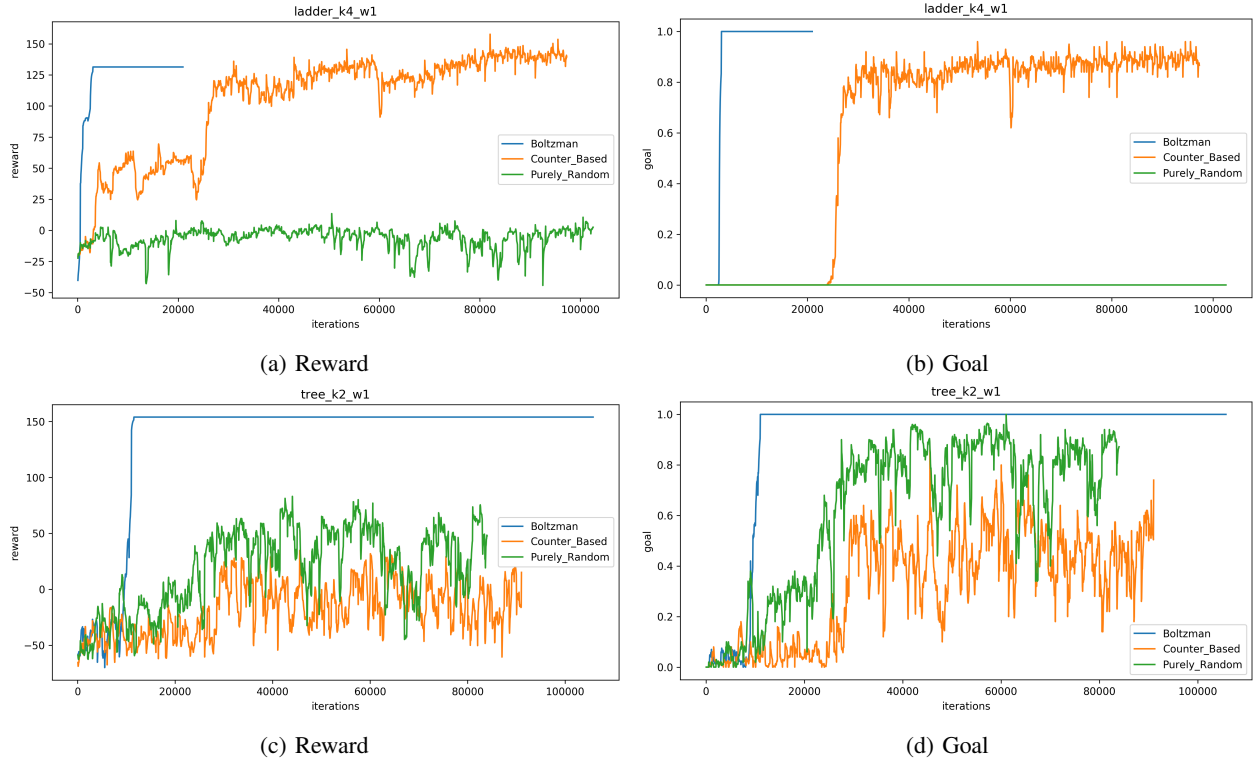 ladder_k4_w1
150
125
100
75
50
25
0
−25
−50
reward
0
20000
40000
60000
80000
100000
iterations
Boltzman
Counter_Based
Purely_Random
(a) Reward
ladder_k4_w1
1.0
0.8
0.6
0.4
0.2
0.0
goal
0
20000
40000
60000
80000
100000
iterations
Boltzman
Counter_Based
Purely_Random
(b) Goal
tree_k2_w1
150
100
50
0
−50
reward
0
20000
40000
60000
80000
100000
iterations
Boltzman
Counter_Based
Purely_Random
(c) Reward
tree_k2_w1
1.0
0.8
0.6
0.4
0.2
0.0
goal
0
20000
40000
60000
80000
100000
iterations
Boltzman
Counter_Based
Purely_Random
(d) Goal